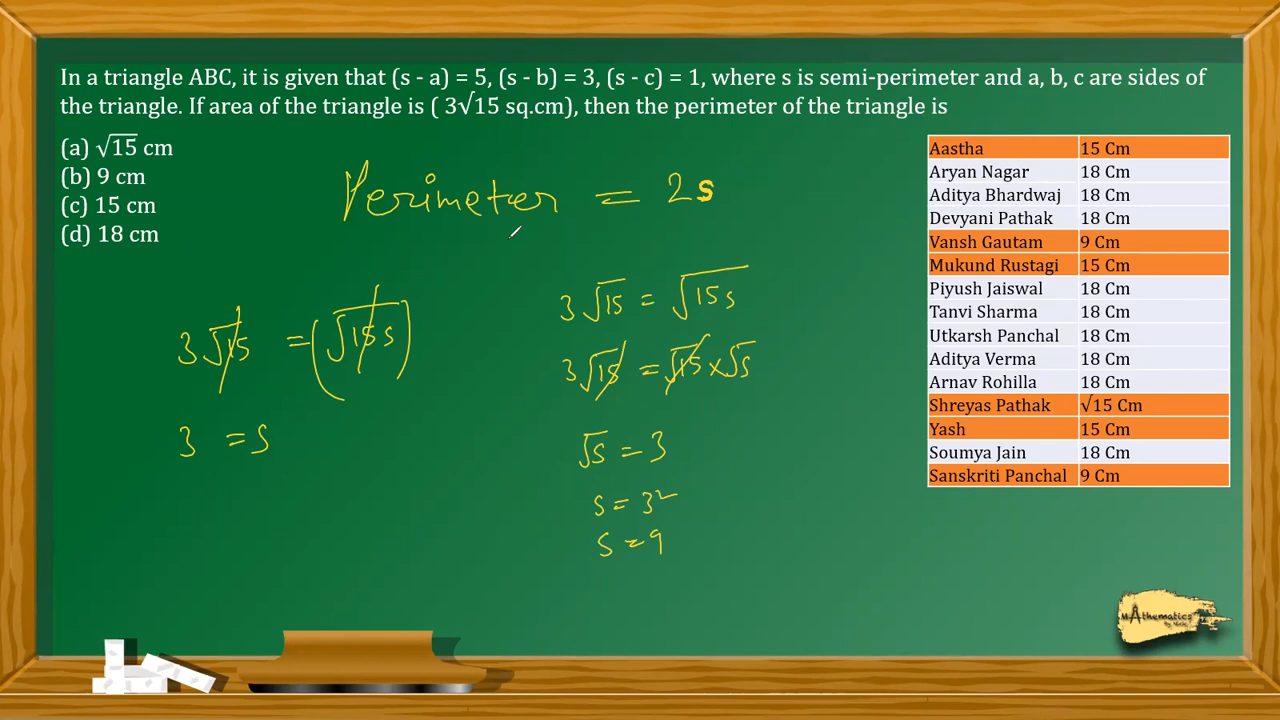 In a triangle ABC, it is given that (s - a) = 5, (s - b) = 3, (s - c) = 1, where s is semi-perimeter and a, b, c are sides of
the triangle. If area of the triangle is ( 3√15 sq.cm), then the perimeter of the triangle is
(a) √15 cm
(b) 9 cm
(c) 15 cm
(d) 18 cm
Perimeter = 2s
3√15 = (√15s)
3 = s
3√15 = √15s
3√15 = √15 × √s
√s = 3
s = 3²
s = 9
Aastha 15 Cm
Aryan Nagar 18 Cm
Aditya Bhardwaj 18 Cm
Devyani Pathak 18 Cm
Vansh Gautam 9 Cm
Mukund Rustagi 15 Cm
Piyush Jaiswal 18 Cm
Tanvi Sharma 18 Cm
Utkarsh Panchal 18 Cm
Aditya Verma 18 Cm
Arnav Rohilla 18 Cm
Shreyas Pathak √15 Cm
Yash 15 Cm
Soumya Jain 18 Cm
Sanskriti Panchal 9 Cm
mAthematics